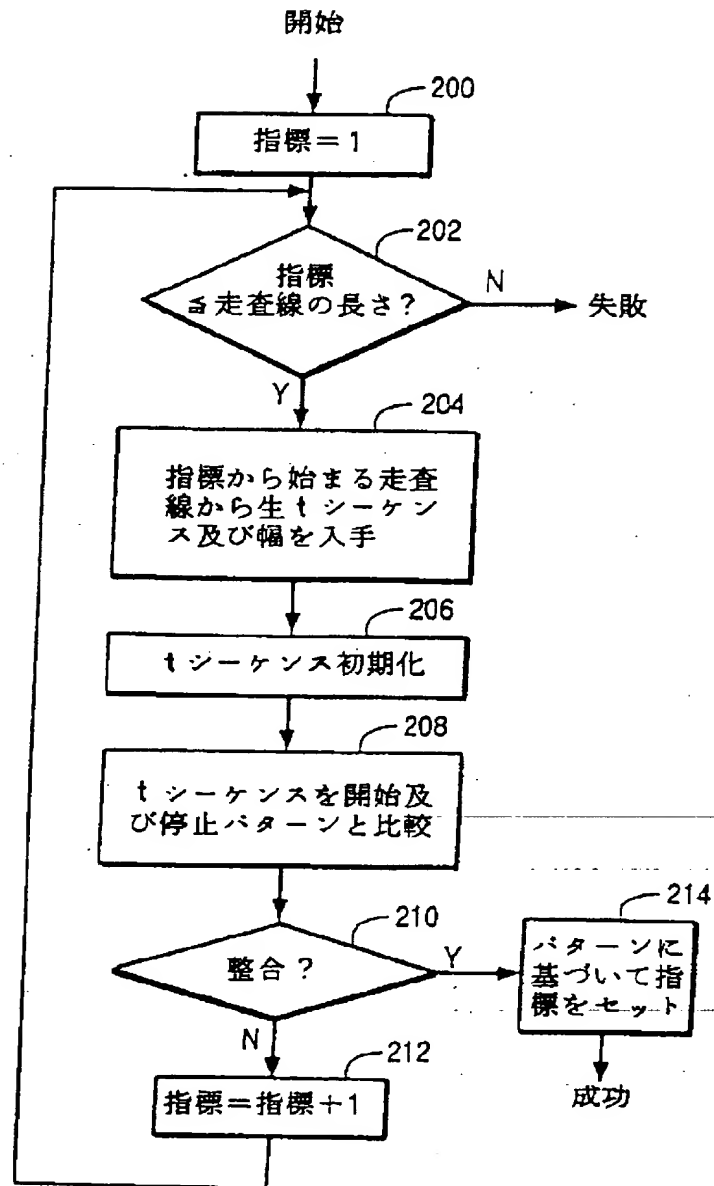 開始
200
指標=1
202
指標
≦走査線の長さ?
N
失敗
Y
204
指標から始まる走査
線から生tシーケン
ス及び幅を入手
206
tシーケンス初期化
208
tシーケンスを開始及
び停止パターンと比較
210
整合?
Y
214
パターンに
基づいて指
標をセット
成功
N
212
指標=指標+1